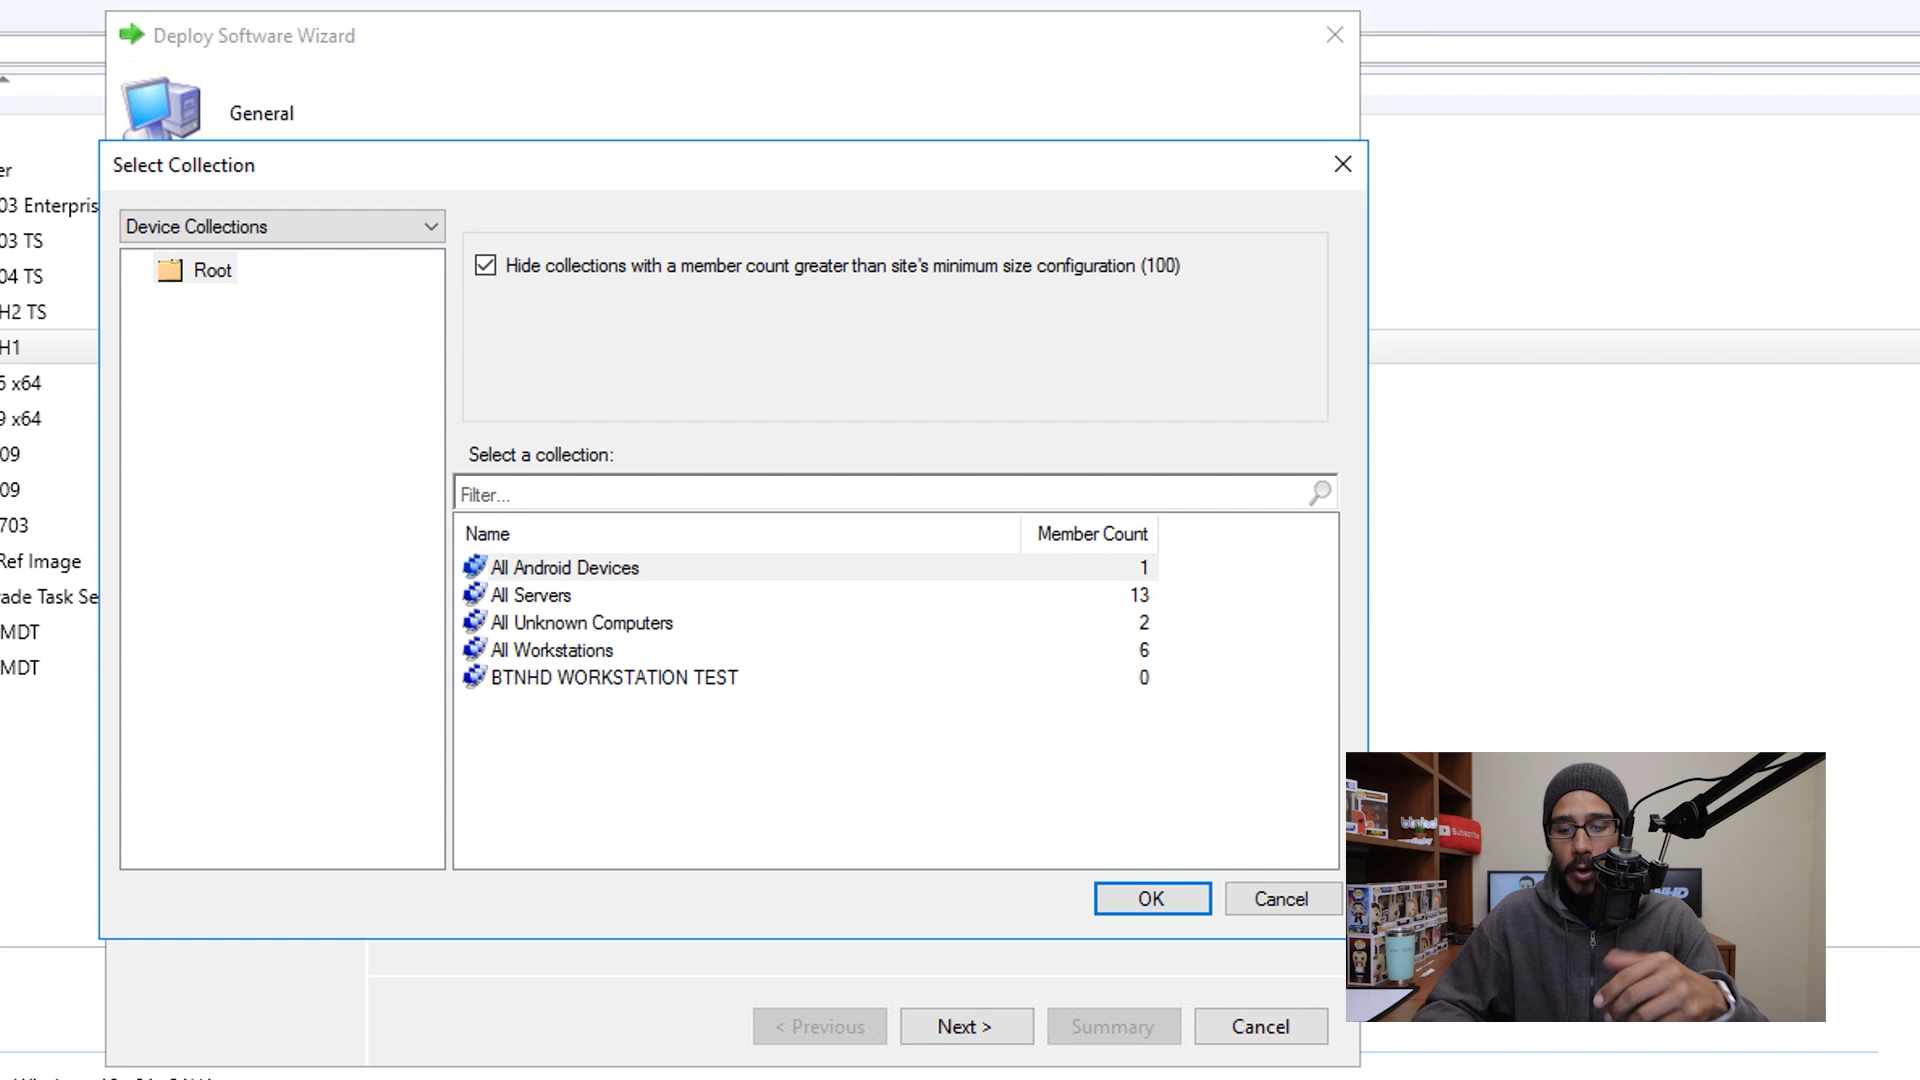 Deploy Software Wizard
General
Select Collection
er
03 Enterpris
03 TS
04 TS
H2 TS
H1
5 x64
9 x64
09
09
703
Ref Image
rade Task Se
MDT
MDT
Device Collections
Root
Hide collections with a member count greater than site's minimum size configuration (100)
Select a collection:
Filter...
Name Member Count
All Android Devices 1
All Servers 13
All Unknown Computers 2
All Workstations 6
BTNHD WORKSTATION TEST 0
OK Cancel
< Previous Next > Summary Cancel
btnhd
Subscribe